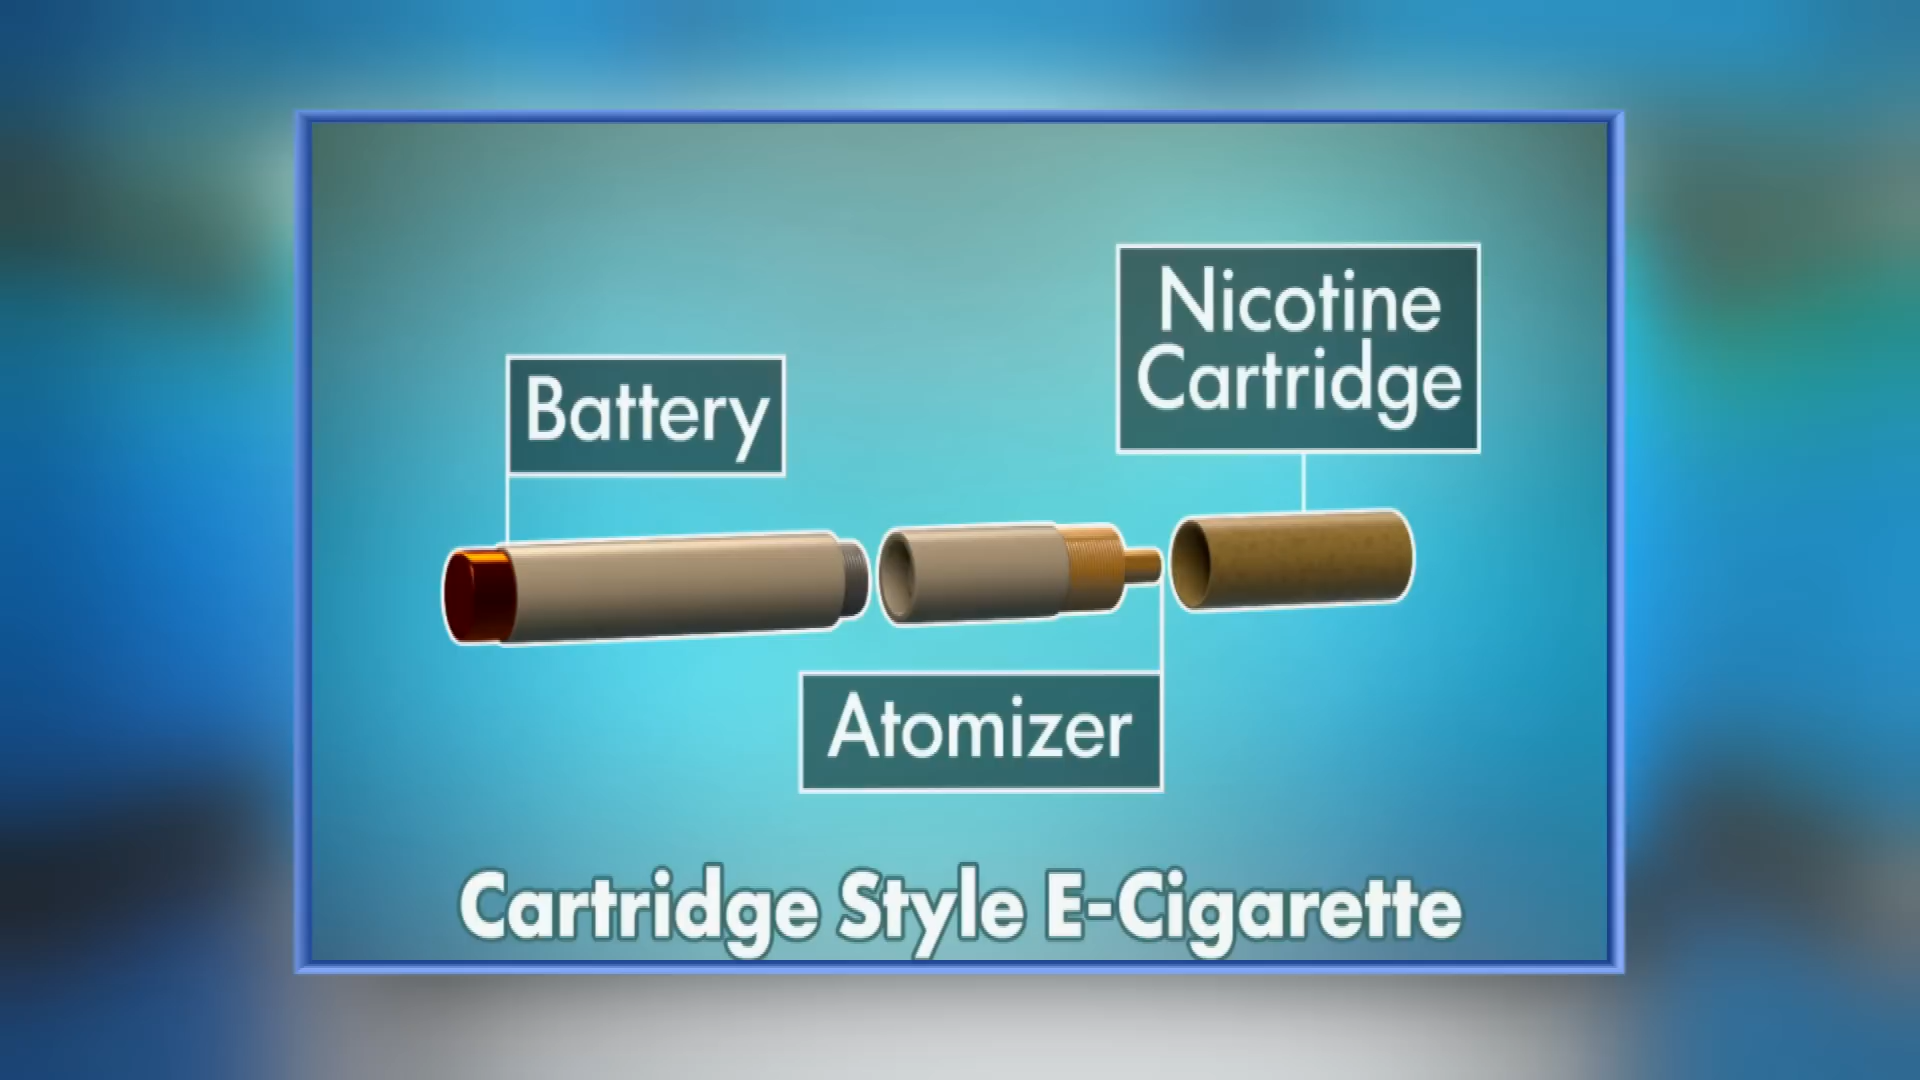 Battery
Nicotine
Cartridge
Atomizer
Cartridge Style E-Cigarette